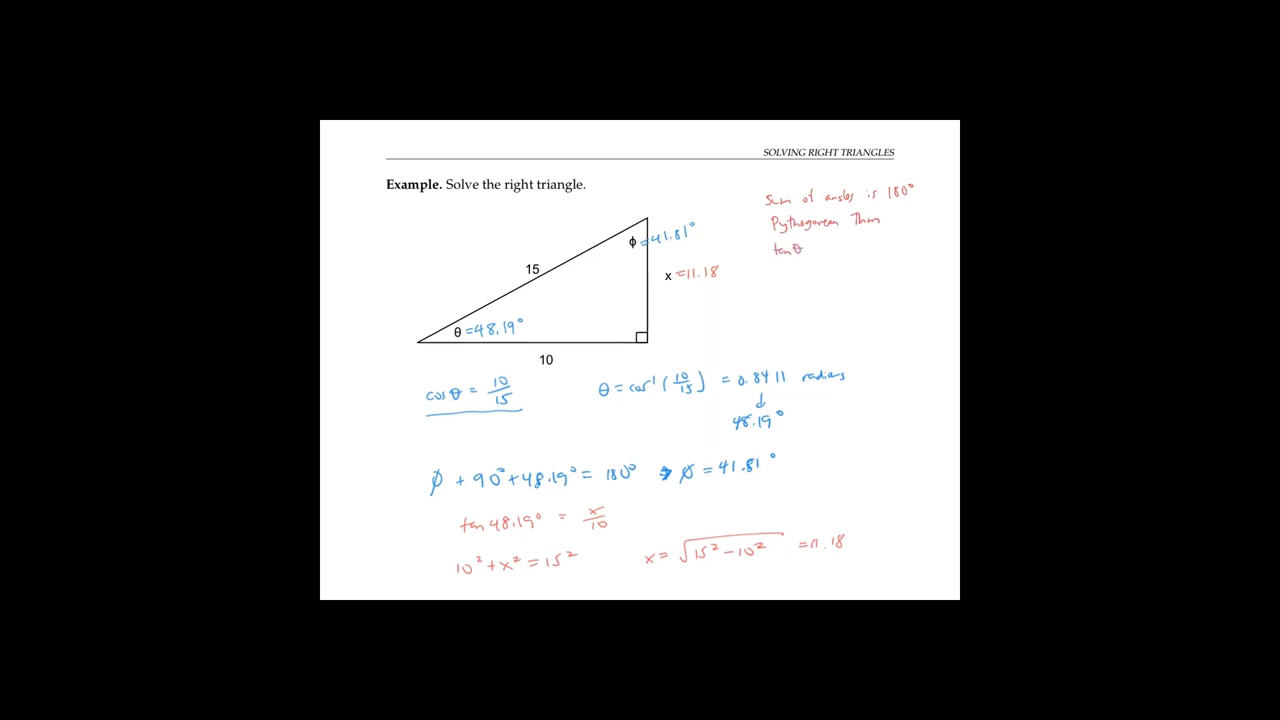 SOLVING RIGHT TRIANGLES
Example. Solve the right triangle.
Sum of angles is 180°
Pythagorean Thm
tan θ
ϕ = 41.81°
15
x = 11.18
θ = 48.19°
10
cos θ = 10/15
θ = cos⁻¹(10/15) = 0.8411 radians
↓
48.19°
ϕ + 90° + 48.19° = 180° → ϕ = 41.81°
tan 48.19° = x/10
10² + x² = 15²
x = √(15² − 10²) = 11.18